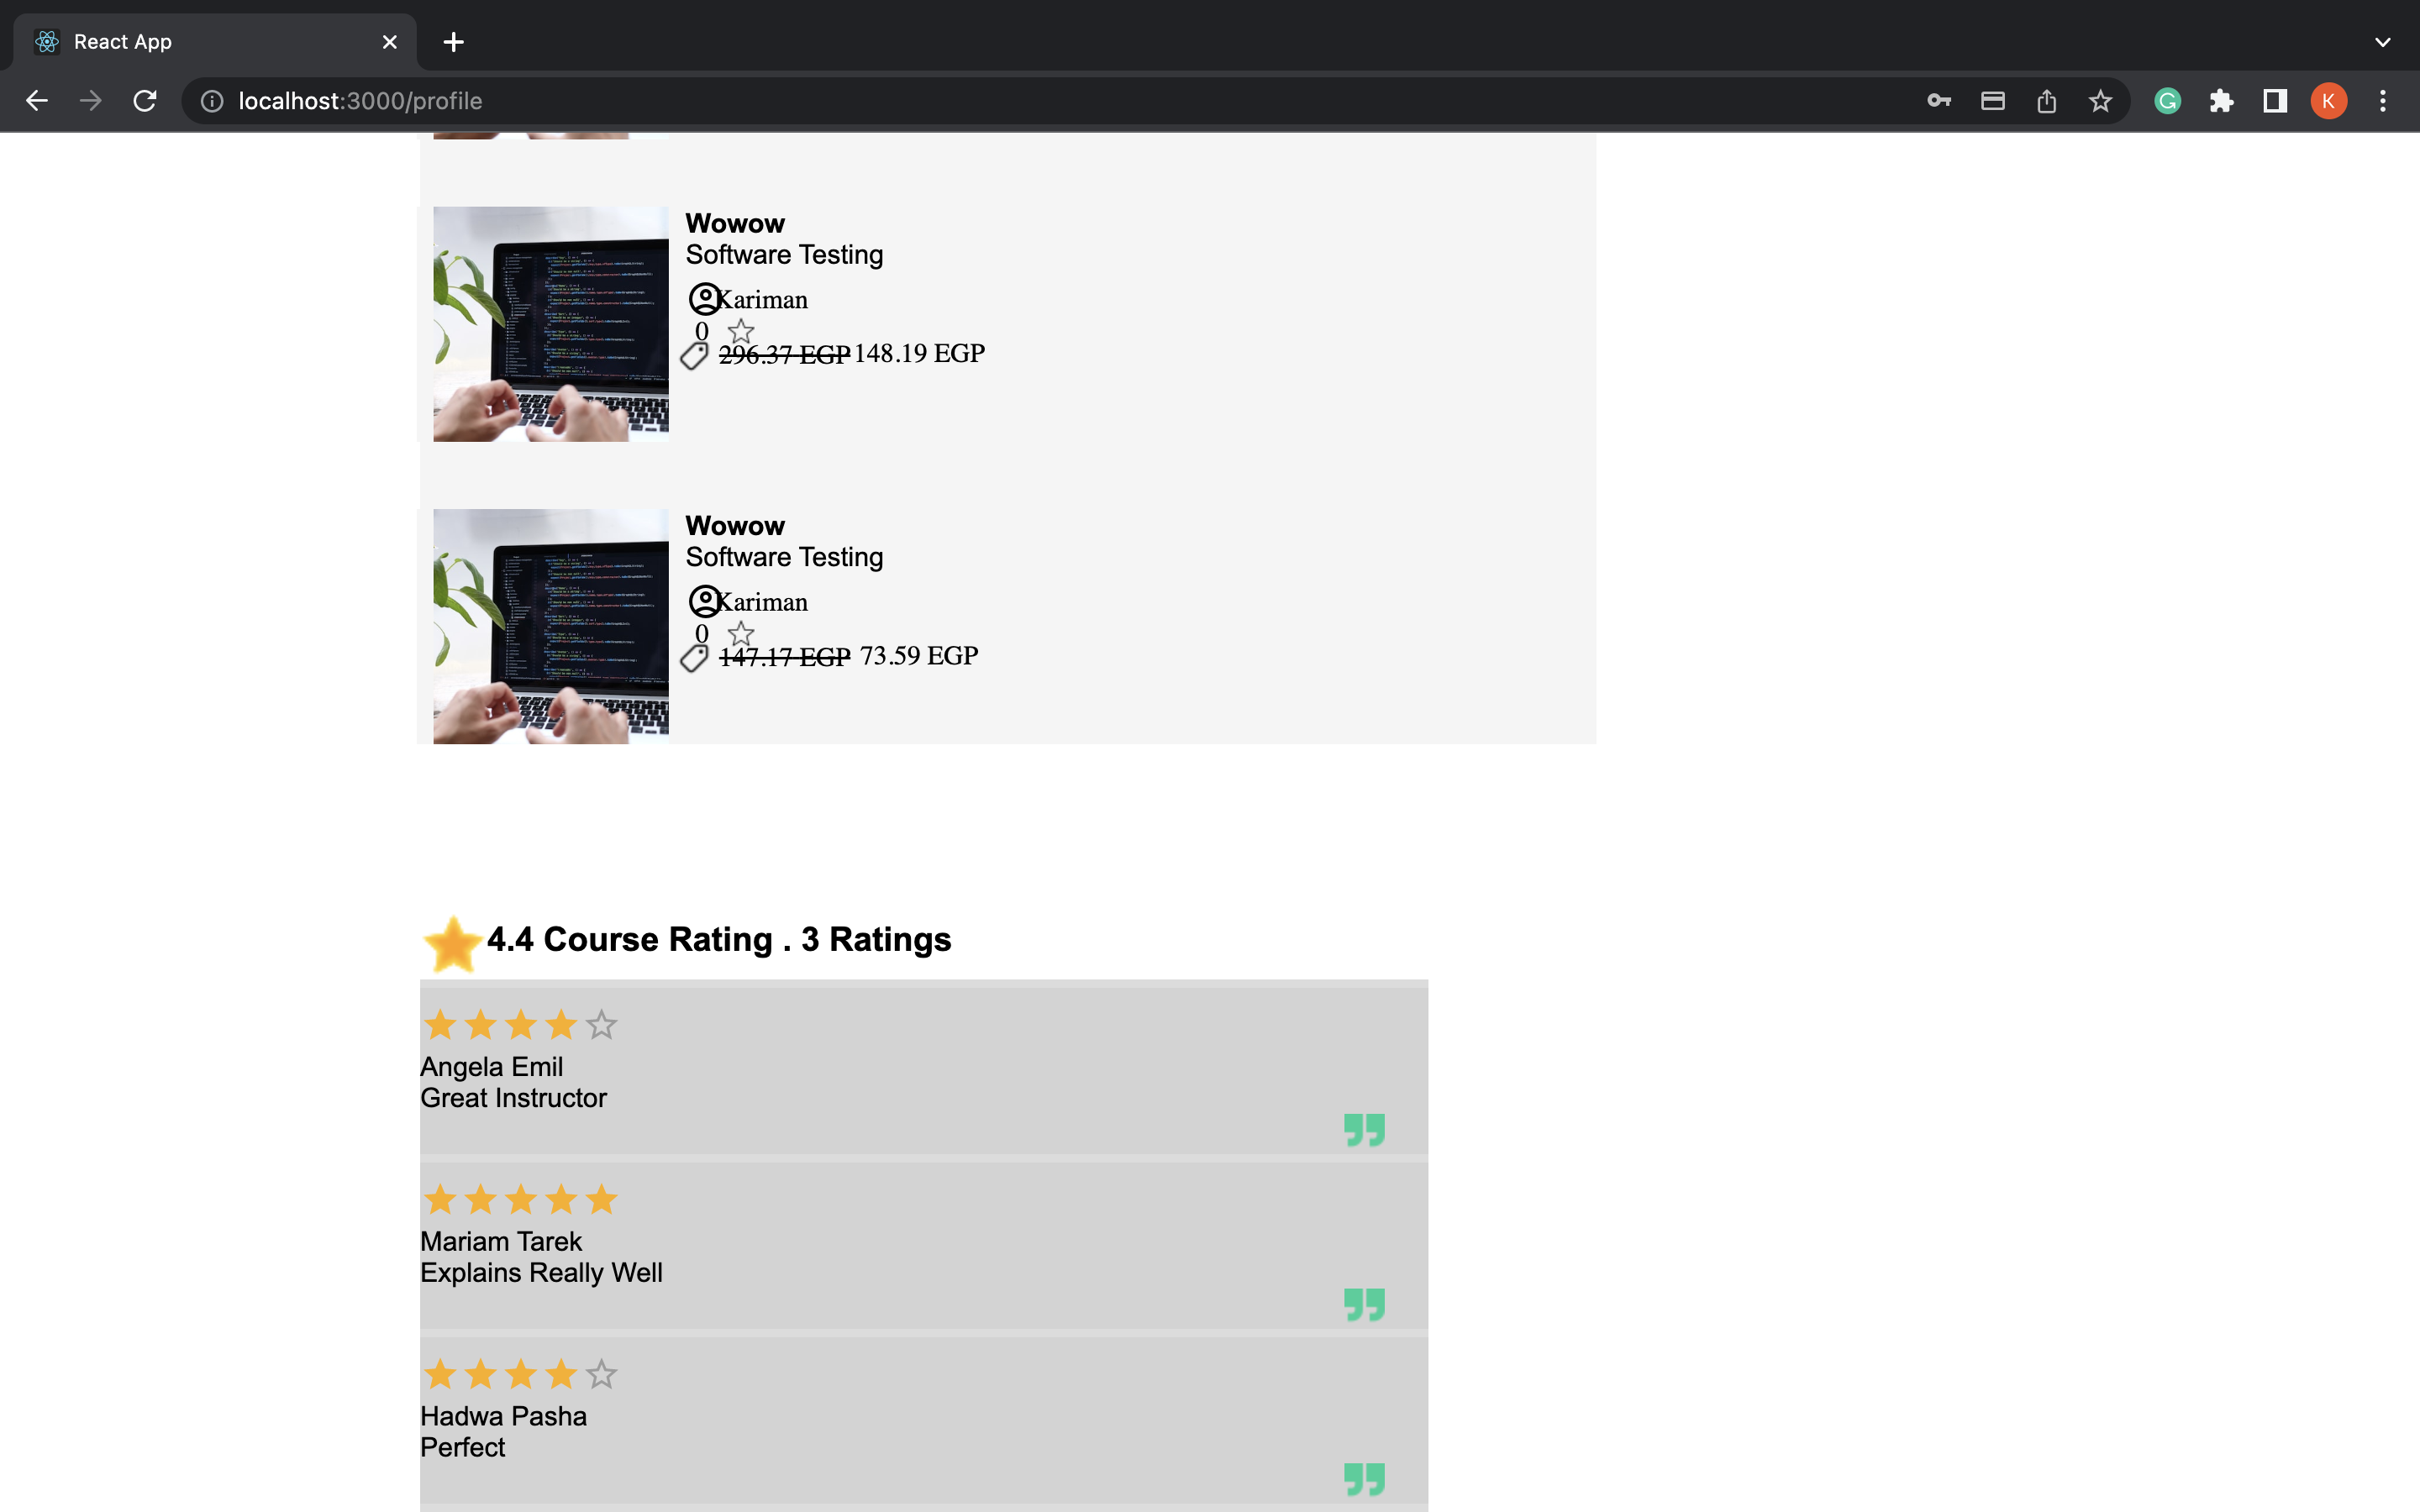 React App
localhost:3000/profile
K
Wowow
Software Testing
Kariman
0
296.37 EGP 148.19 EGP
Wowow
Software Testing
Kariman
0
147.17 EGP 73.59 EGP
4.4 Course Rating . 3 Ratings
Angela Emil
Great Instructor
Mariam Tarek
Explains Really Well
Hadwa Pasha
Perfect